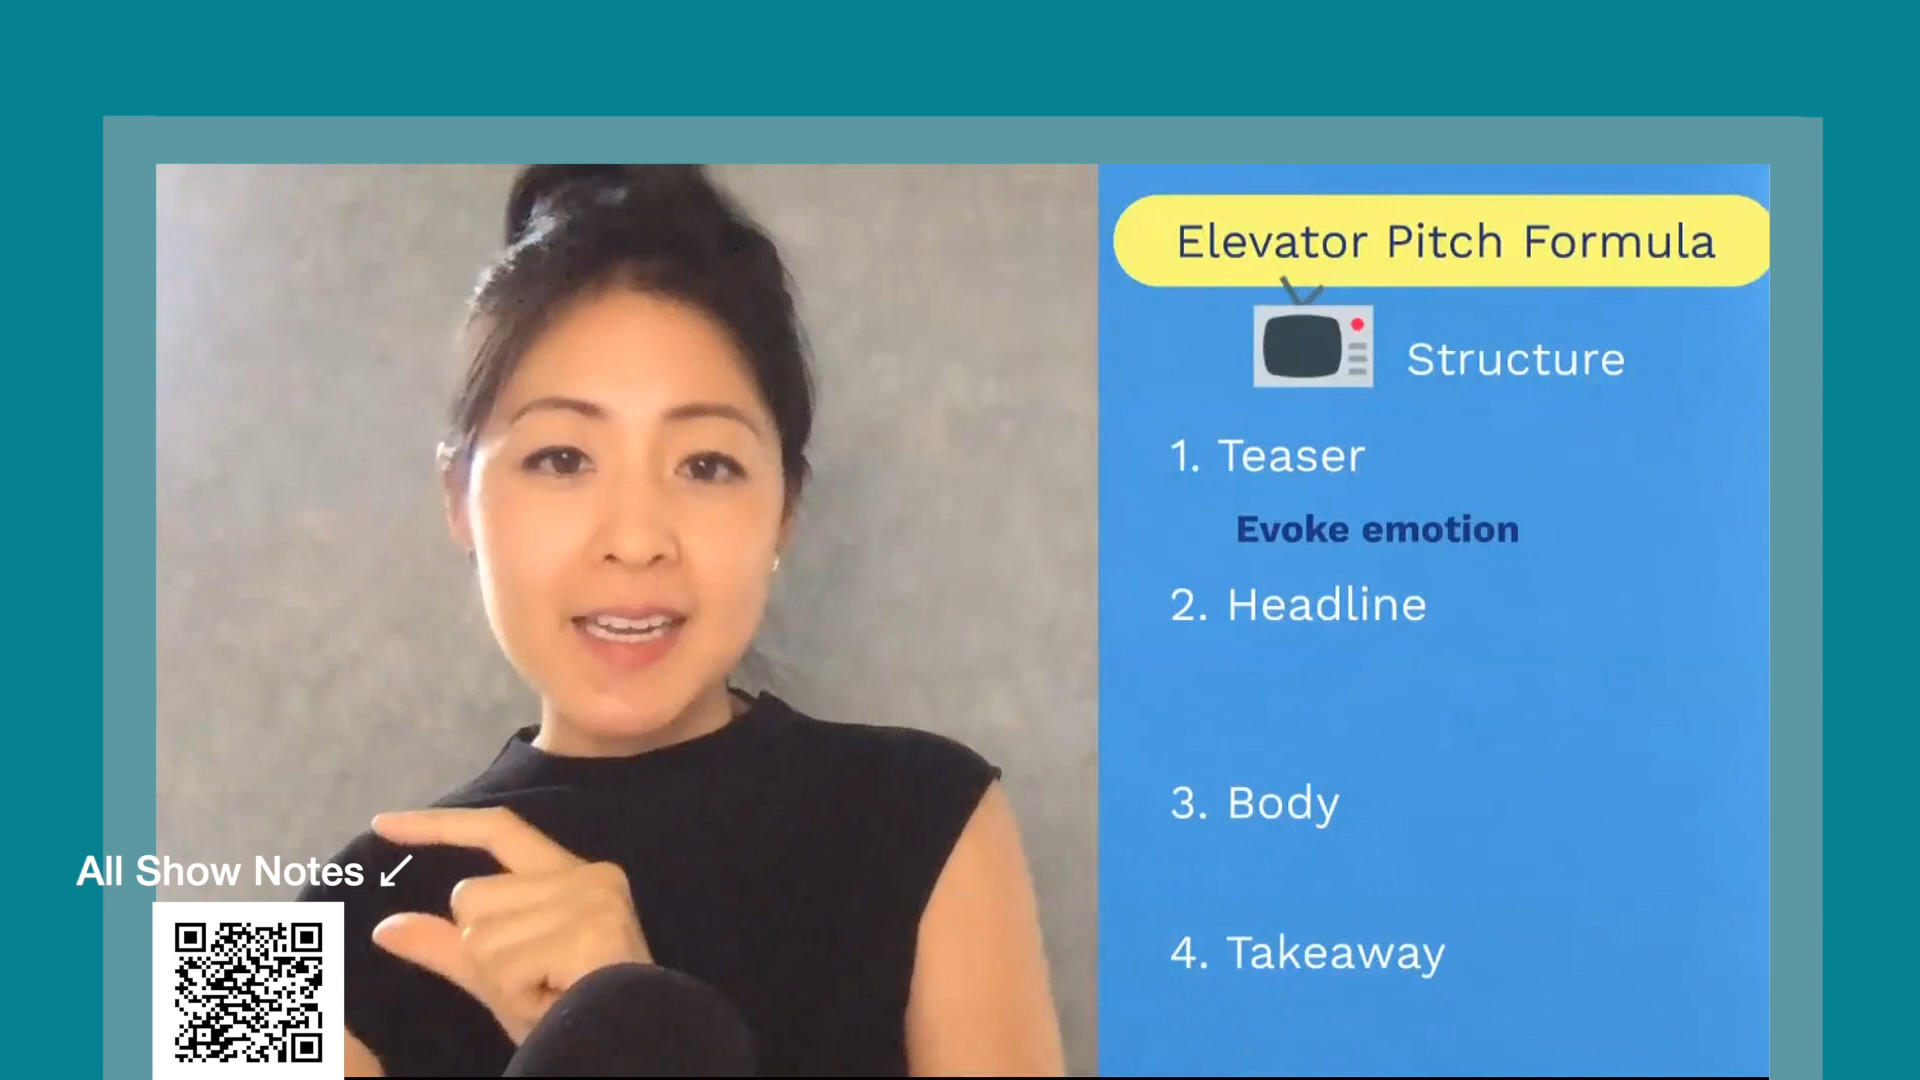 Elevator Pitch Formula
Structure
1. Teaser
Evoke emotion
2. Headline
3. Body
4. Takeaway
All Show Notes ↙